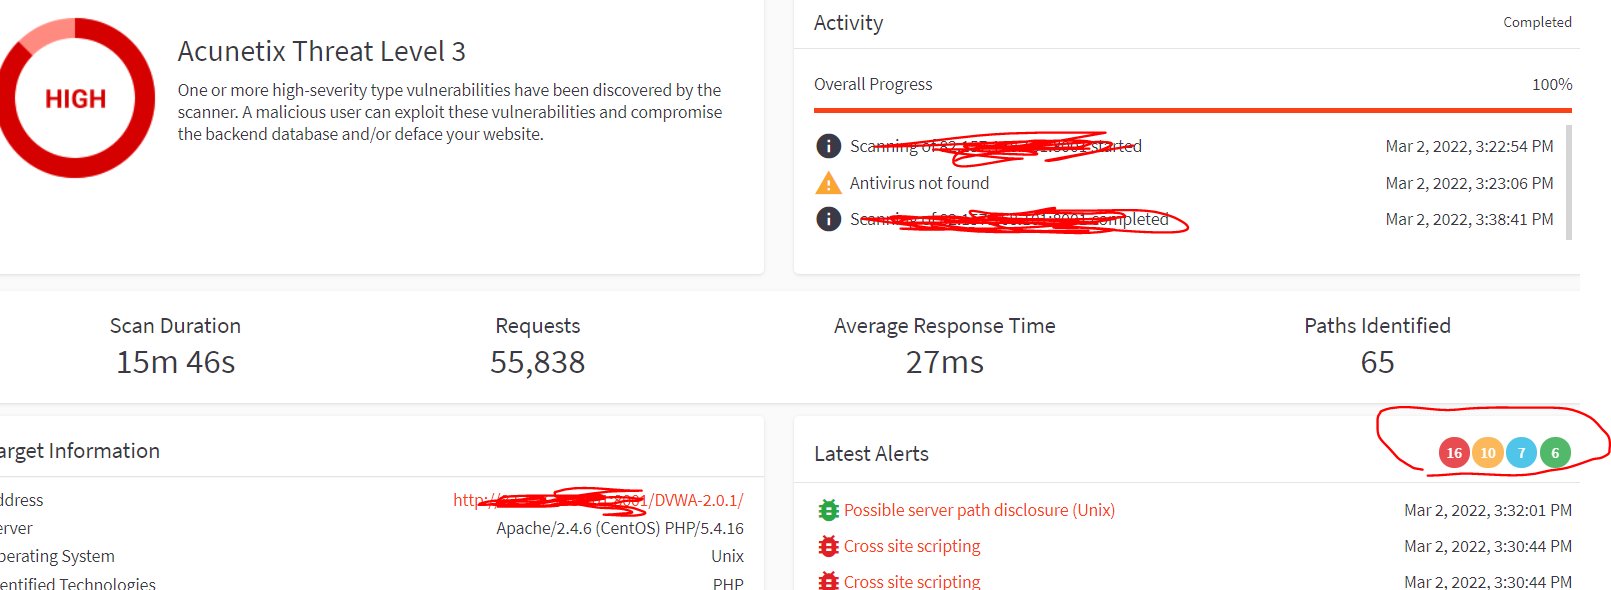 HIGH
Acunetix Threat Level 3
One or more high-severity type vulnerabilities have been discovered by the
scanner. A malicious user can exploit these vulnerabilities and compromise
the backend database and/or deface your website.
Activity
Completed
Overall Progress
100%
Scanning of started
Mar 2, 2022, 3:22:54 PM
Antivirus not found
Mar 2, 2022, 3:23:06 PM
Scanning of completed
Mar 2, 2022, 3:38:41 PM
Scan Duration
15m 46s
Requests
55,838
Average Response Time
27ms
Paths Identified
65
arget Information
ddress
http:/ /DVWA-2.0.1/
erver
Apache/2.4.6 (CentOS) PHP/5.4.16
perating System
Unix
entified Technologies
PHP
Latest Alerts
16 10 7 6
Possible server path disclosure (Unix)
Mar 2, 2022, 3:32:01 PM
Cross site scripting
Mar 2, 2022, 3:30:44 PM
Cross site scripting
Mar 2, 2022, 3:30:44 PM